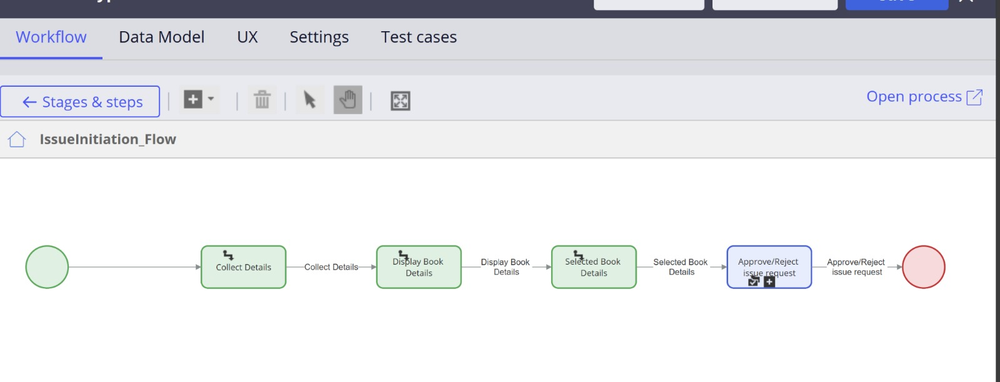 Workflow Data Model UX Settings Test cases
← Stages & steps
Open process
IssueInitiation_Flow
Collect Details
Collect Details
Display Book
Details
Display Book
Details
Selected Book
Details
Selected Book
Details
Approve/Reject
issue request
Approve/Reject
issue request